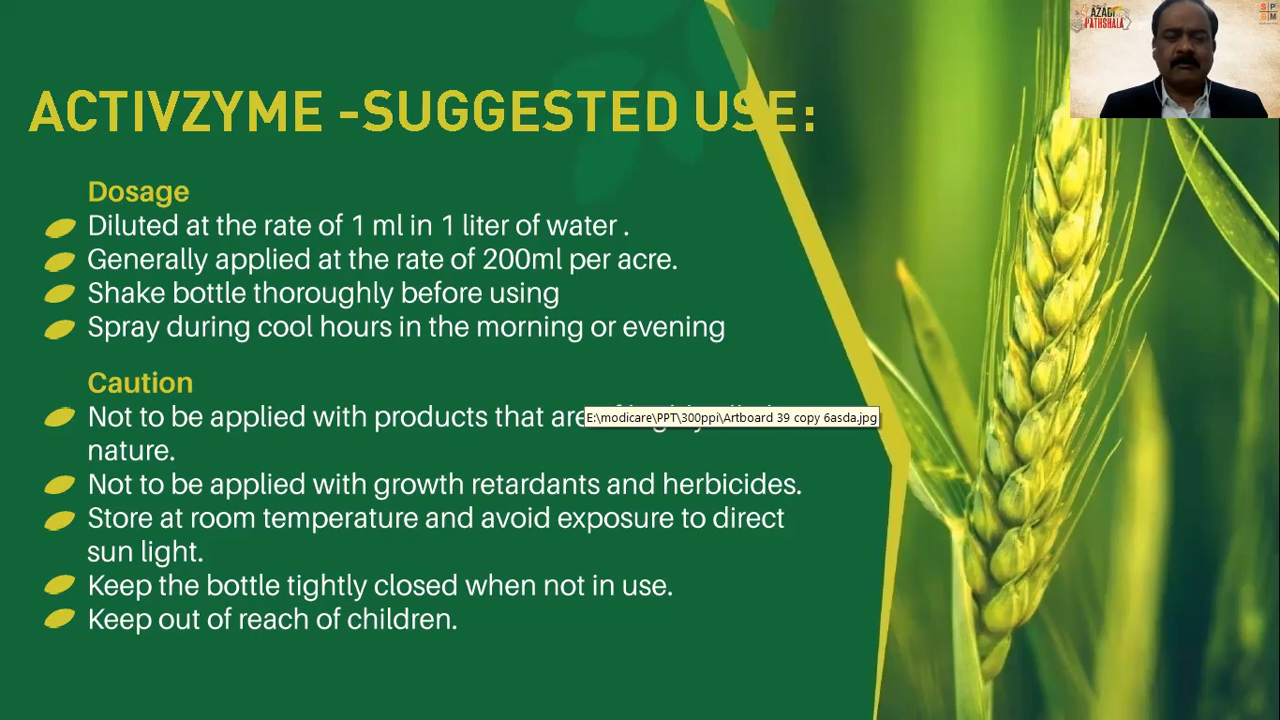 AZADI
PATHSHALA
S P
S M
ACTIVZYME -SUGGESTED USE:
Dosage
Diluted at the rate of 1 ml in 1 liter of water .
Generally applied at the rate of 200ml per acre.
Shake bottle thoroughly before using
Spray during cool hours in the morning or evening
Caution
Not to be applied with products that are
E:\modicare\PPT\300ppi\Artboard 39 copy 6asda.jpg
nature.
Not to be applied with growth retardants and herbicides.
Store at room temperature and avoid exposure to direct
sun light.
Keep the bottle tightly closed when not in use.
Keep out of reach of children.